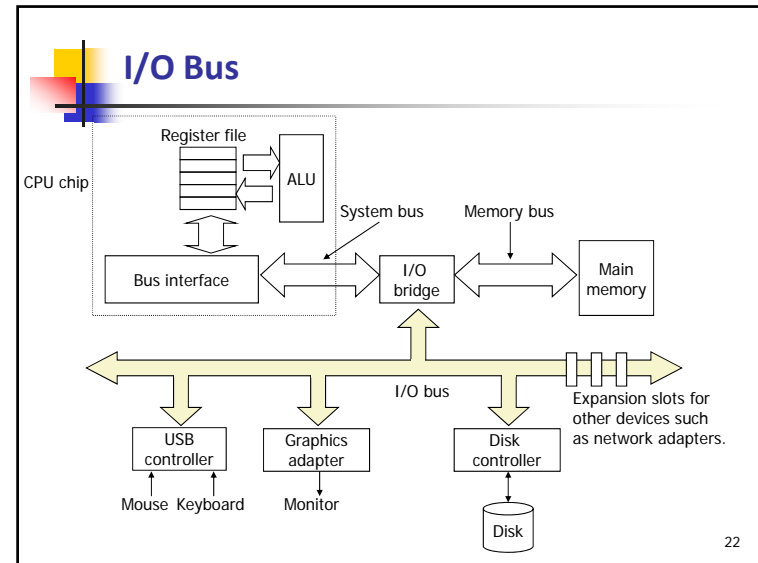 I/O Bus
Register file
CPU chip
ALU
System bus
Memory bus
Bus interface
I/O
bridge
Main
memory
I/O bus
Expansion slots for
other devices such
as network adapters.
USB
controller
Graphics
adapter
Disk
controller
Mouse
Keyboard
Monitor
Disk
22